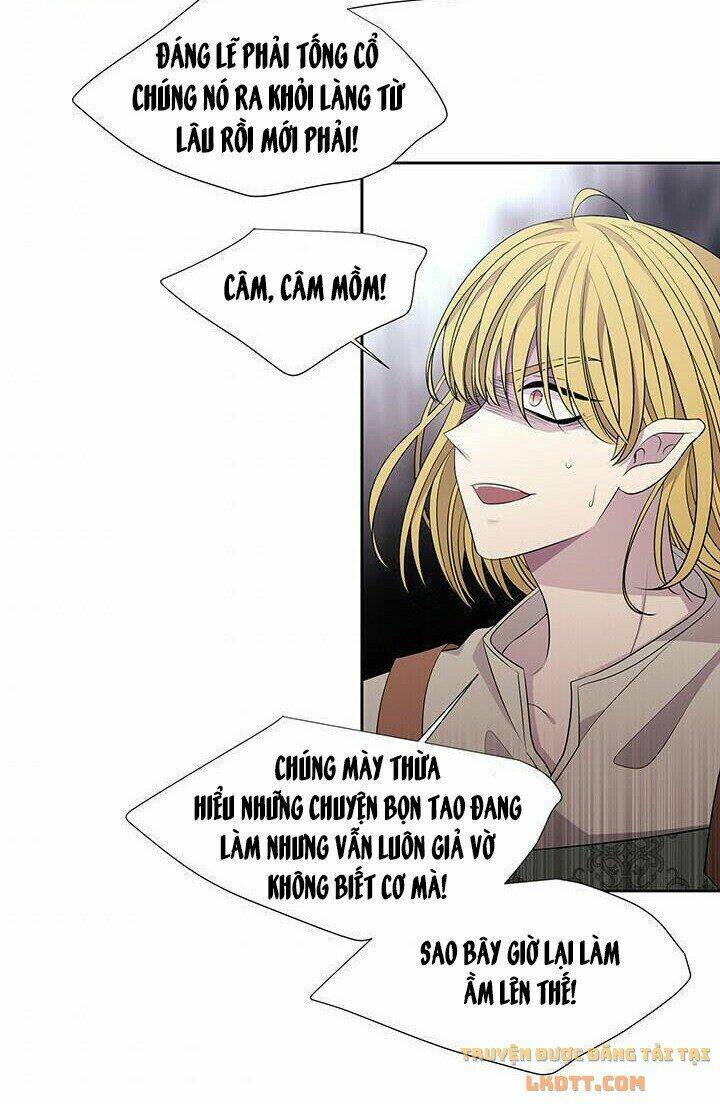 ĐÁNG LẼ PHẢI TỐNG CỔ
CHÚNG NÓ RA KHỎI LÀNG TỪ
LÂU RỒI MỚI PHẢI!
CÂM, CÂM MỒM!
CHÚNG MÀY THỪA
HIỂU NHỮNG CHUYỆN BỌN TAO ĐANG
LÀM NHƯNG VẪN LUÔN GIẢ VỜ
KHÔNG BIẾT CƠ MÀ!
SAO BÂY GIỜ LẠI LÀM
ẦM LÊN THẾ!
TRUYỆN ĐƯỢC ĐĂNG TẢI TẠI
LKDTT.COM